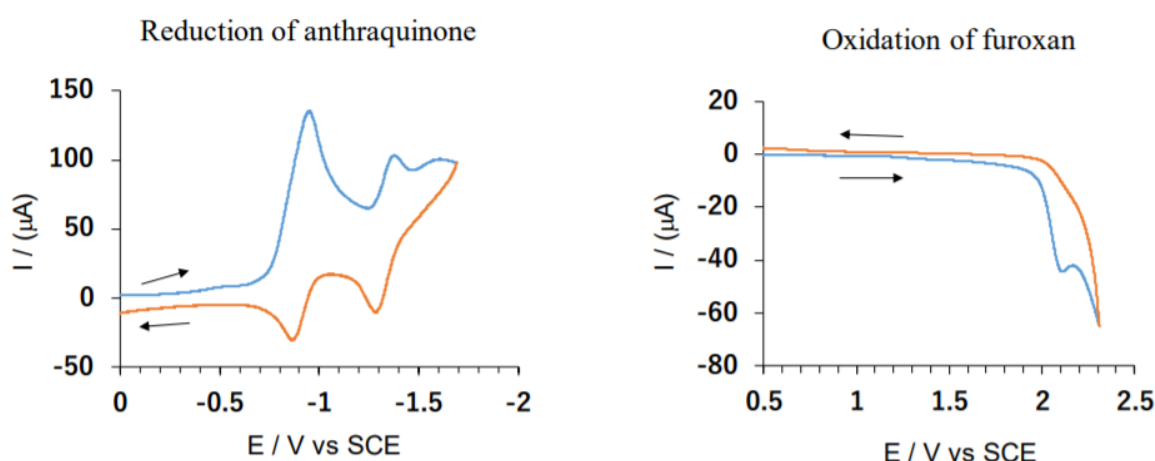 Reduction of anthraquinone
150
100
50
0
-50
I / (μA)
0 -0.5 -1 -1.5 -2
E / V vs SCE
Oxidation of furoxan
20
0
-20
-40
-60
-80
I / (μA)
0.5 1 1.5 2 2.5
E / V vs SCE